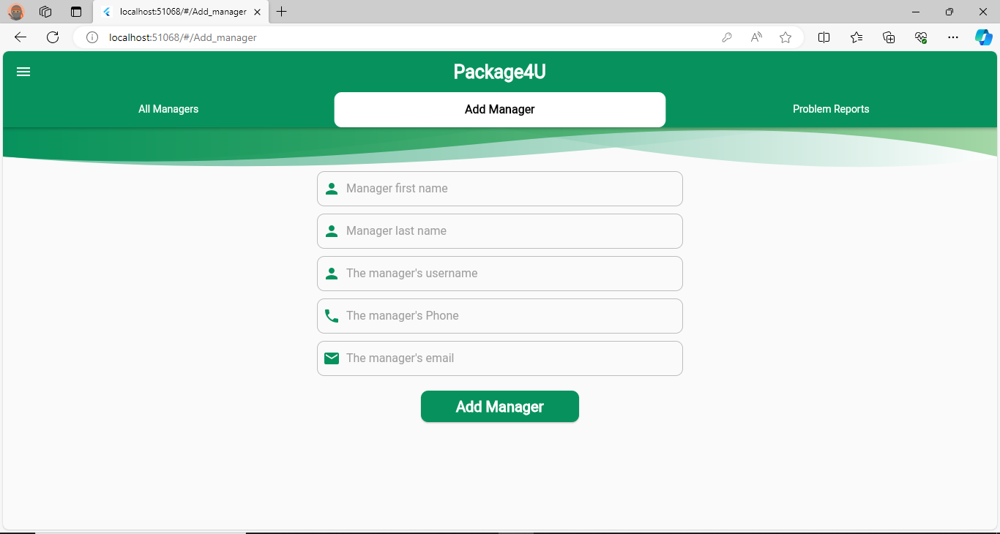 localhost:51068/#/Add_manager
localhost:51068/#/Add_manager
Package4U
All Managers
Add Manager
Problem Reports
Manager first name
Manager last name
The manager's username
The manager's Phone
The manager's email
Add Manager